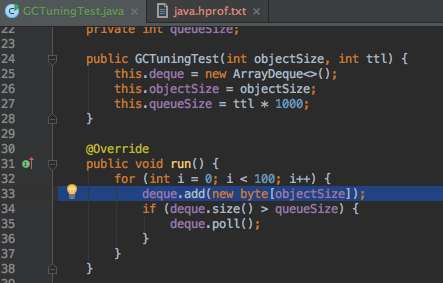 GCTuningTest.java × java.hprof.txt ×
22 private int queueSize;
23
24 public GCTuningTest(int objectSize, int ttl) {
25 this.deque = new ArrayDeque<>();
26 this.objectSize = objectSize;
27 this.queueSize = ttl * 1000;
28 }
29
30 @Override
31 public void run() {
32 for (int i = 0; i < 100; i++) {
33 deque.add(new byte[objectSize]);
34 if (deque.size() > queueSize) {
35 deque.poll();
36 }
37 }
38 }